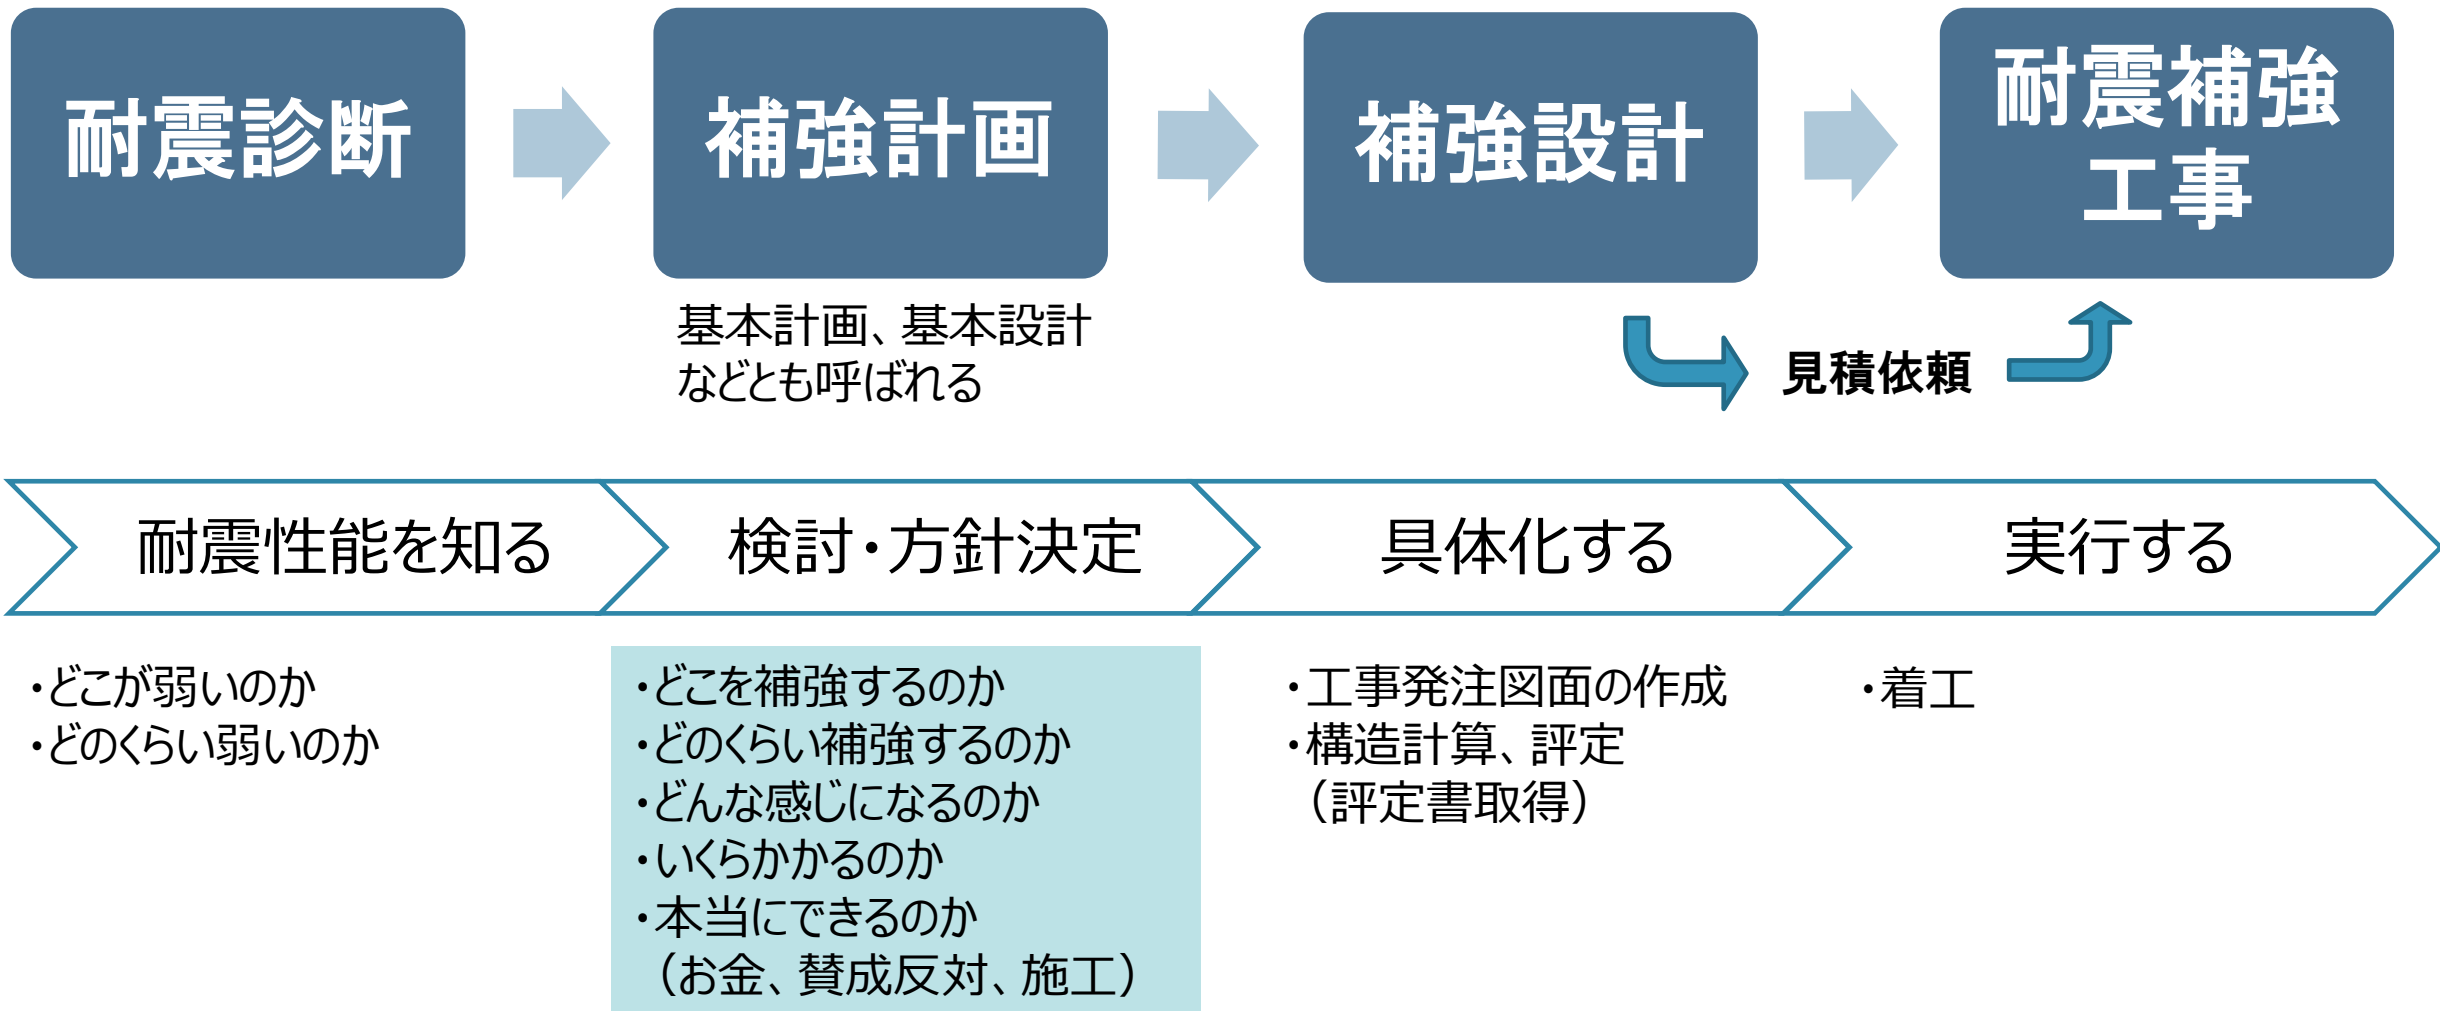 耐震診断
補強計画
補強設計
耐震補強
工事
基本計画、基本設計
などとも呼ばれる
見積依頼
耐震性能を知る
検討・方針決定
具体化する
実行する
・どこが弱いのか
・どのくらい弱いのか
・どこを補強するのか
・どのくらい補強するのか
・どんな感じになるのか
・いくらかかるのか
・本当にできるのか
（お金、賛成反対、施工）
・工事発注図面の作成
・構造計算、評定
（評定書取得）
・着工